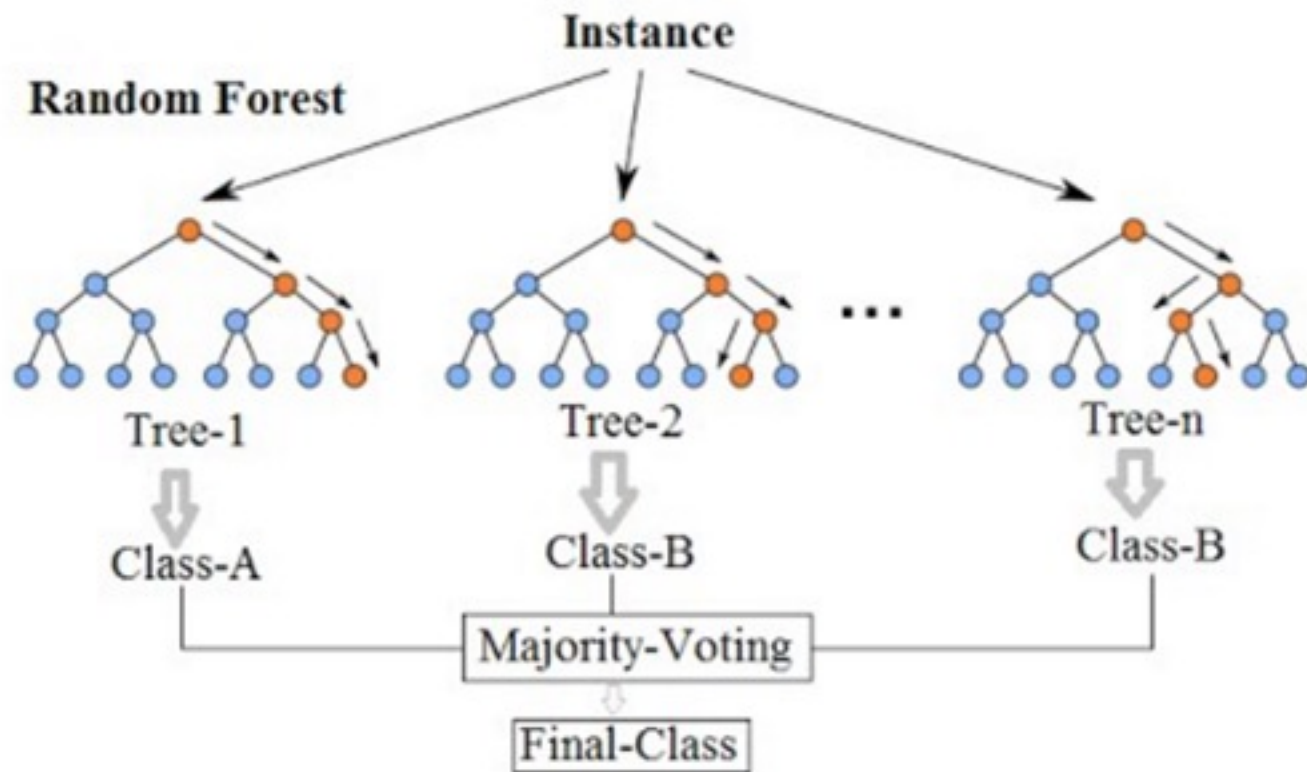 Instance
Random Forest
...
Tree-1
Tree-2
Tree-n
Class-A
Class-B
Class-B
Majority-Voting
Final-Class